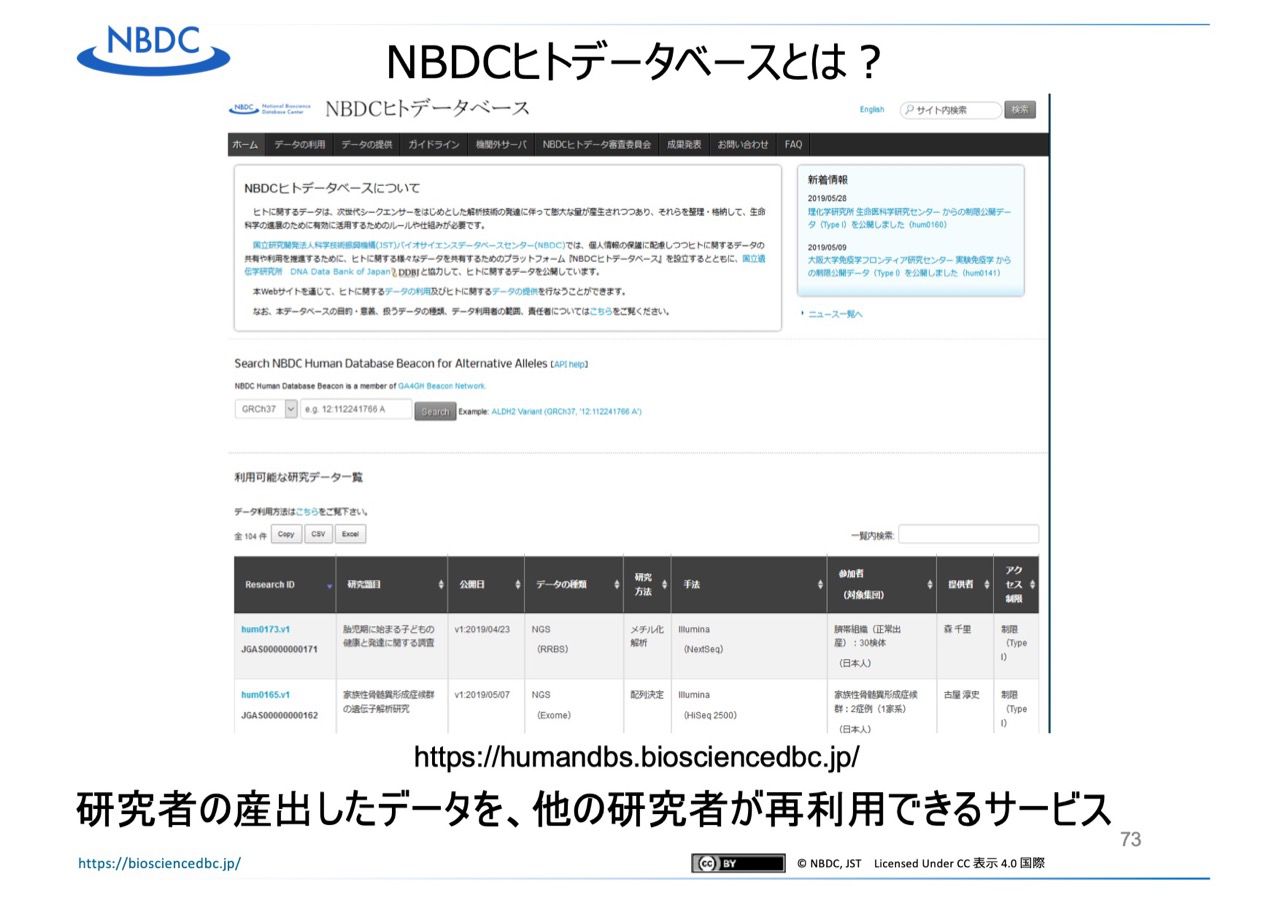 NBDC
NBDCヒトデータベースとは？
NBDC National Bioscience Database Center
NBDCヒトデータベース
English
サイト内検索
検索
ホーム データの利用 データの提供 ガイドライン 機関外サーバ NBDCヒトデータ審査委員会 成果発表 お問い合わせ FAQ
NBDCヒトデータベースについて
ヒトに関するデータは、次世代シークエンサーをはじめとした解析技術の発達に伴って膨大な量が産生されつつあり、それらを整理・格納して、生命
科学の進展のために有効に活用するためのルールや仕組みが必要です。
国立研究開発法人科学技術振興機構(JST)バイオサイエンスデータベースセンター(NBDC)では、個人情報の保護に配慮しつつヒトに関するデータの
共有や利用を推進するために、ヒトに関する様々なデータを共有するためのプラットフォーム『NBDCヒトデータベース』を設立するとともに、国立遺
伝学研究所 DNA Data Bank of Japan DDBJと協力して、ヒトに関するデータを公開しています。
本Webサイトを通じて、ヒトに関するデータの利用及びヒトに関するデータの提供を行なうことができます。
なお、本データベースの目的・意義、扱うデータの種類、データ利用者の範囲、責任者についてはこちらをご覧ください。
新着情報
2019/05/28
理化学研究所 生命医科学研究センター からの制限公開デー
タ（Type I）を公開しました（hum0160）
2019/05/09
大阪大学免疫学フロンティア研究センター 実験免疫学 から
の制限公開データ（Type I）を公開しました（hum0141）
ニュース一覧へ
Search NBDC Human Database Beacon for Alternative Alleles [API help]
NBDC Human Database Beacon is a member of GA4GH Beacon Network.
GRCh37 e.g. 12:112241766 A Search Example: ALDH2 Variant (GRCh37, '12:112241766 A')
利用可能な研究データ一覧
データ利用方法はこちらをご覧下さい。
全 104 件 Copy CSV Excel
一覧内検索:
Research ID 研究題目 公開日 データの種類 研究方法 手法 参加者（対象集団） 提供者 アクセス制限
hum0173.v1 胎児期に始まる子どもの v1:2019/04/23 NGS メチル化 Illumina 臍帯組織（正常出 森 千里 制限
JGAS00000000171 健康と発達に関する調査 （RRBS） 解析 （NextSeq） 産）：30検体 （Type
（日本人） I）
hum0165.v1 家族性骨髄異形成症候群 v1:2019/05/07 NGS 配列決定 Illumina 家族性骨髄異形成症候 古屋 淳史 制限
JGAS00000000162 の遺伝子解析研究 （Exome） （HiSeq 2500） 群：2症例（1家系） （Type
（日本人） I）
https://humandbs.biosciencedbc.jp/
研究者の産出したデータを、他の研究者が再利用できるサービス
73
https://biosciencedbc.jp/
cc BY © NBDC, JST Licensed Under CC 表示 4.0 国際